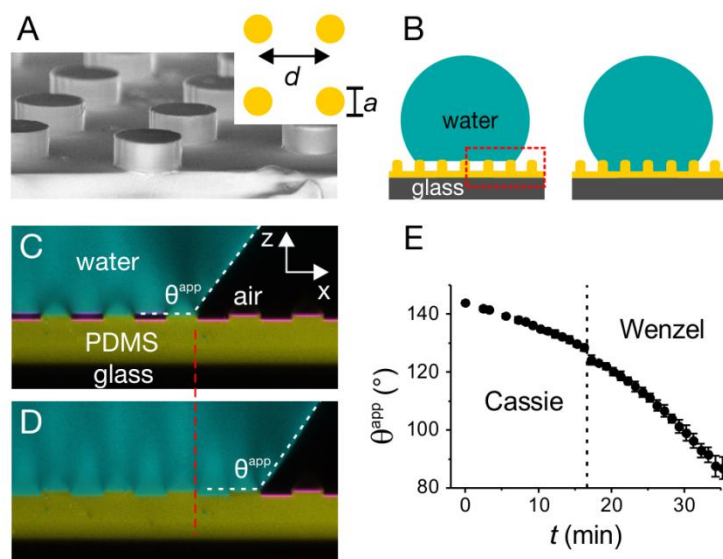 A
d
a
B
water
glass
C
water
z
x
θapp
air
PDMS
glass
D
θapp
E
140
120
100
80
θapp (°)
Cassie
Wenzel
0
10
20
30
t (min)